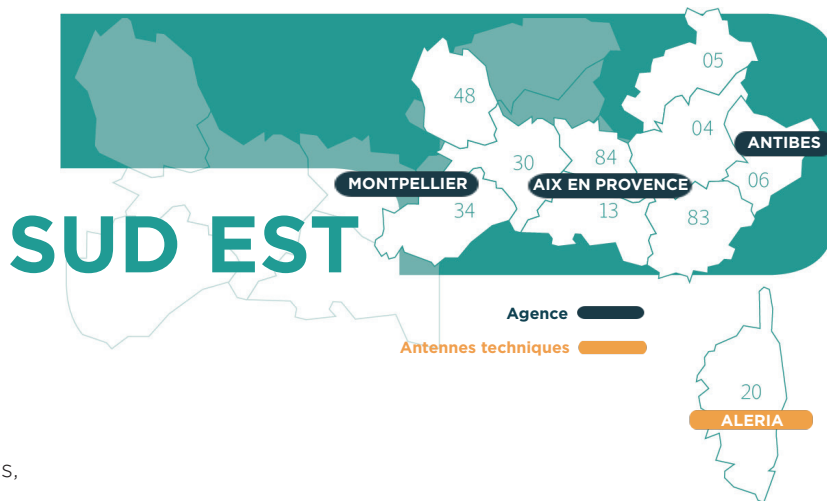 05
48
04
ANTIBES
30
84
MONTPELLIER
AIX EN PROVENCE
06
34
13
83
SUD EST
Agence
Antennes techniques
20
ALERIA
s,